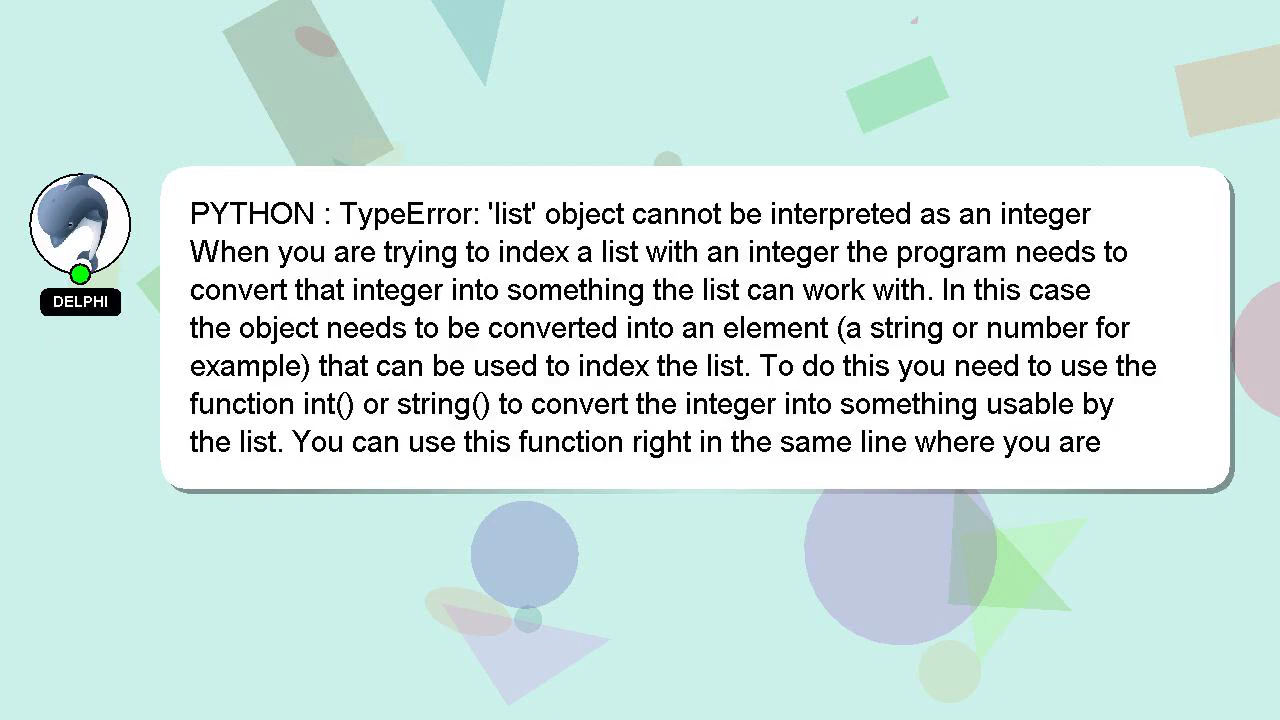 PYTHON : TypeError: 'list' object cannot be interpreted as an integer
When you are trying to index a list with an integer the program needs to
convert that integer into something the list can work with. In this case
the object needs to be converted into an element (a string or number for
example) that can be used to index the list. To do this you need to use the
function int() or string() to convert the integer into something usable by
the list. You can use this function right in the same line where you are
DELPHI